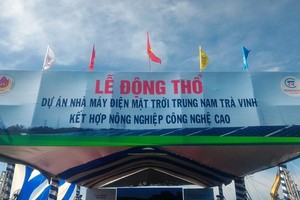 LỄ ĐỘNG THỔ
DỰ ÁN NHÀ MÁY ĐIỆN MẶT TRỜI TRUNG NAM TRÀ VINH
KẾT HỢP NÔNG NGHIỆP CÔNG NGHỆ CAO